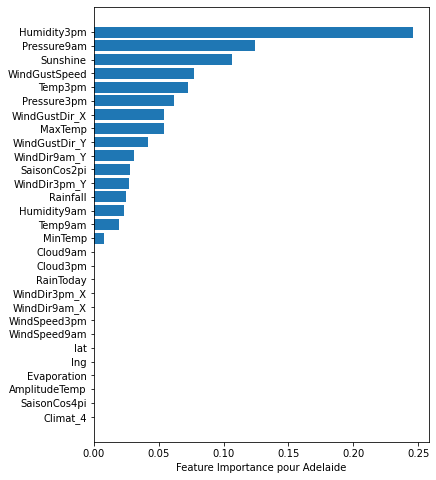 Humidity3pm
Pressure9am
Sunshine
WindGustSpeed
Temp3pm
Pressure3pm
WindGustDir_X
MaxTemp
WindGustDir_Y
WindDir9am_Y
SaisonCos2pi
WindDir3pm_Y
Rainfall
Humidity9am
Temp9am
MinTemp
Cloud9am
Cloud3pm
RainToday
WindDir3pm_X
WindDir9am_X
WindSpeed3pm
WindSpeed9am
lat
lng
Evaporation
AmplitudeTemp
SaisonCos4pi
Climat_4
0.00 0.05 0.10 0.15 0.20 0.25
Feature Importance pour Adelaide